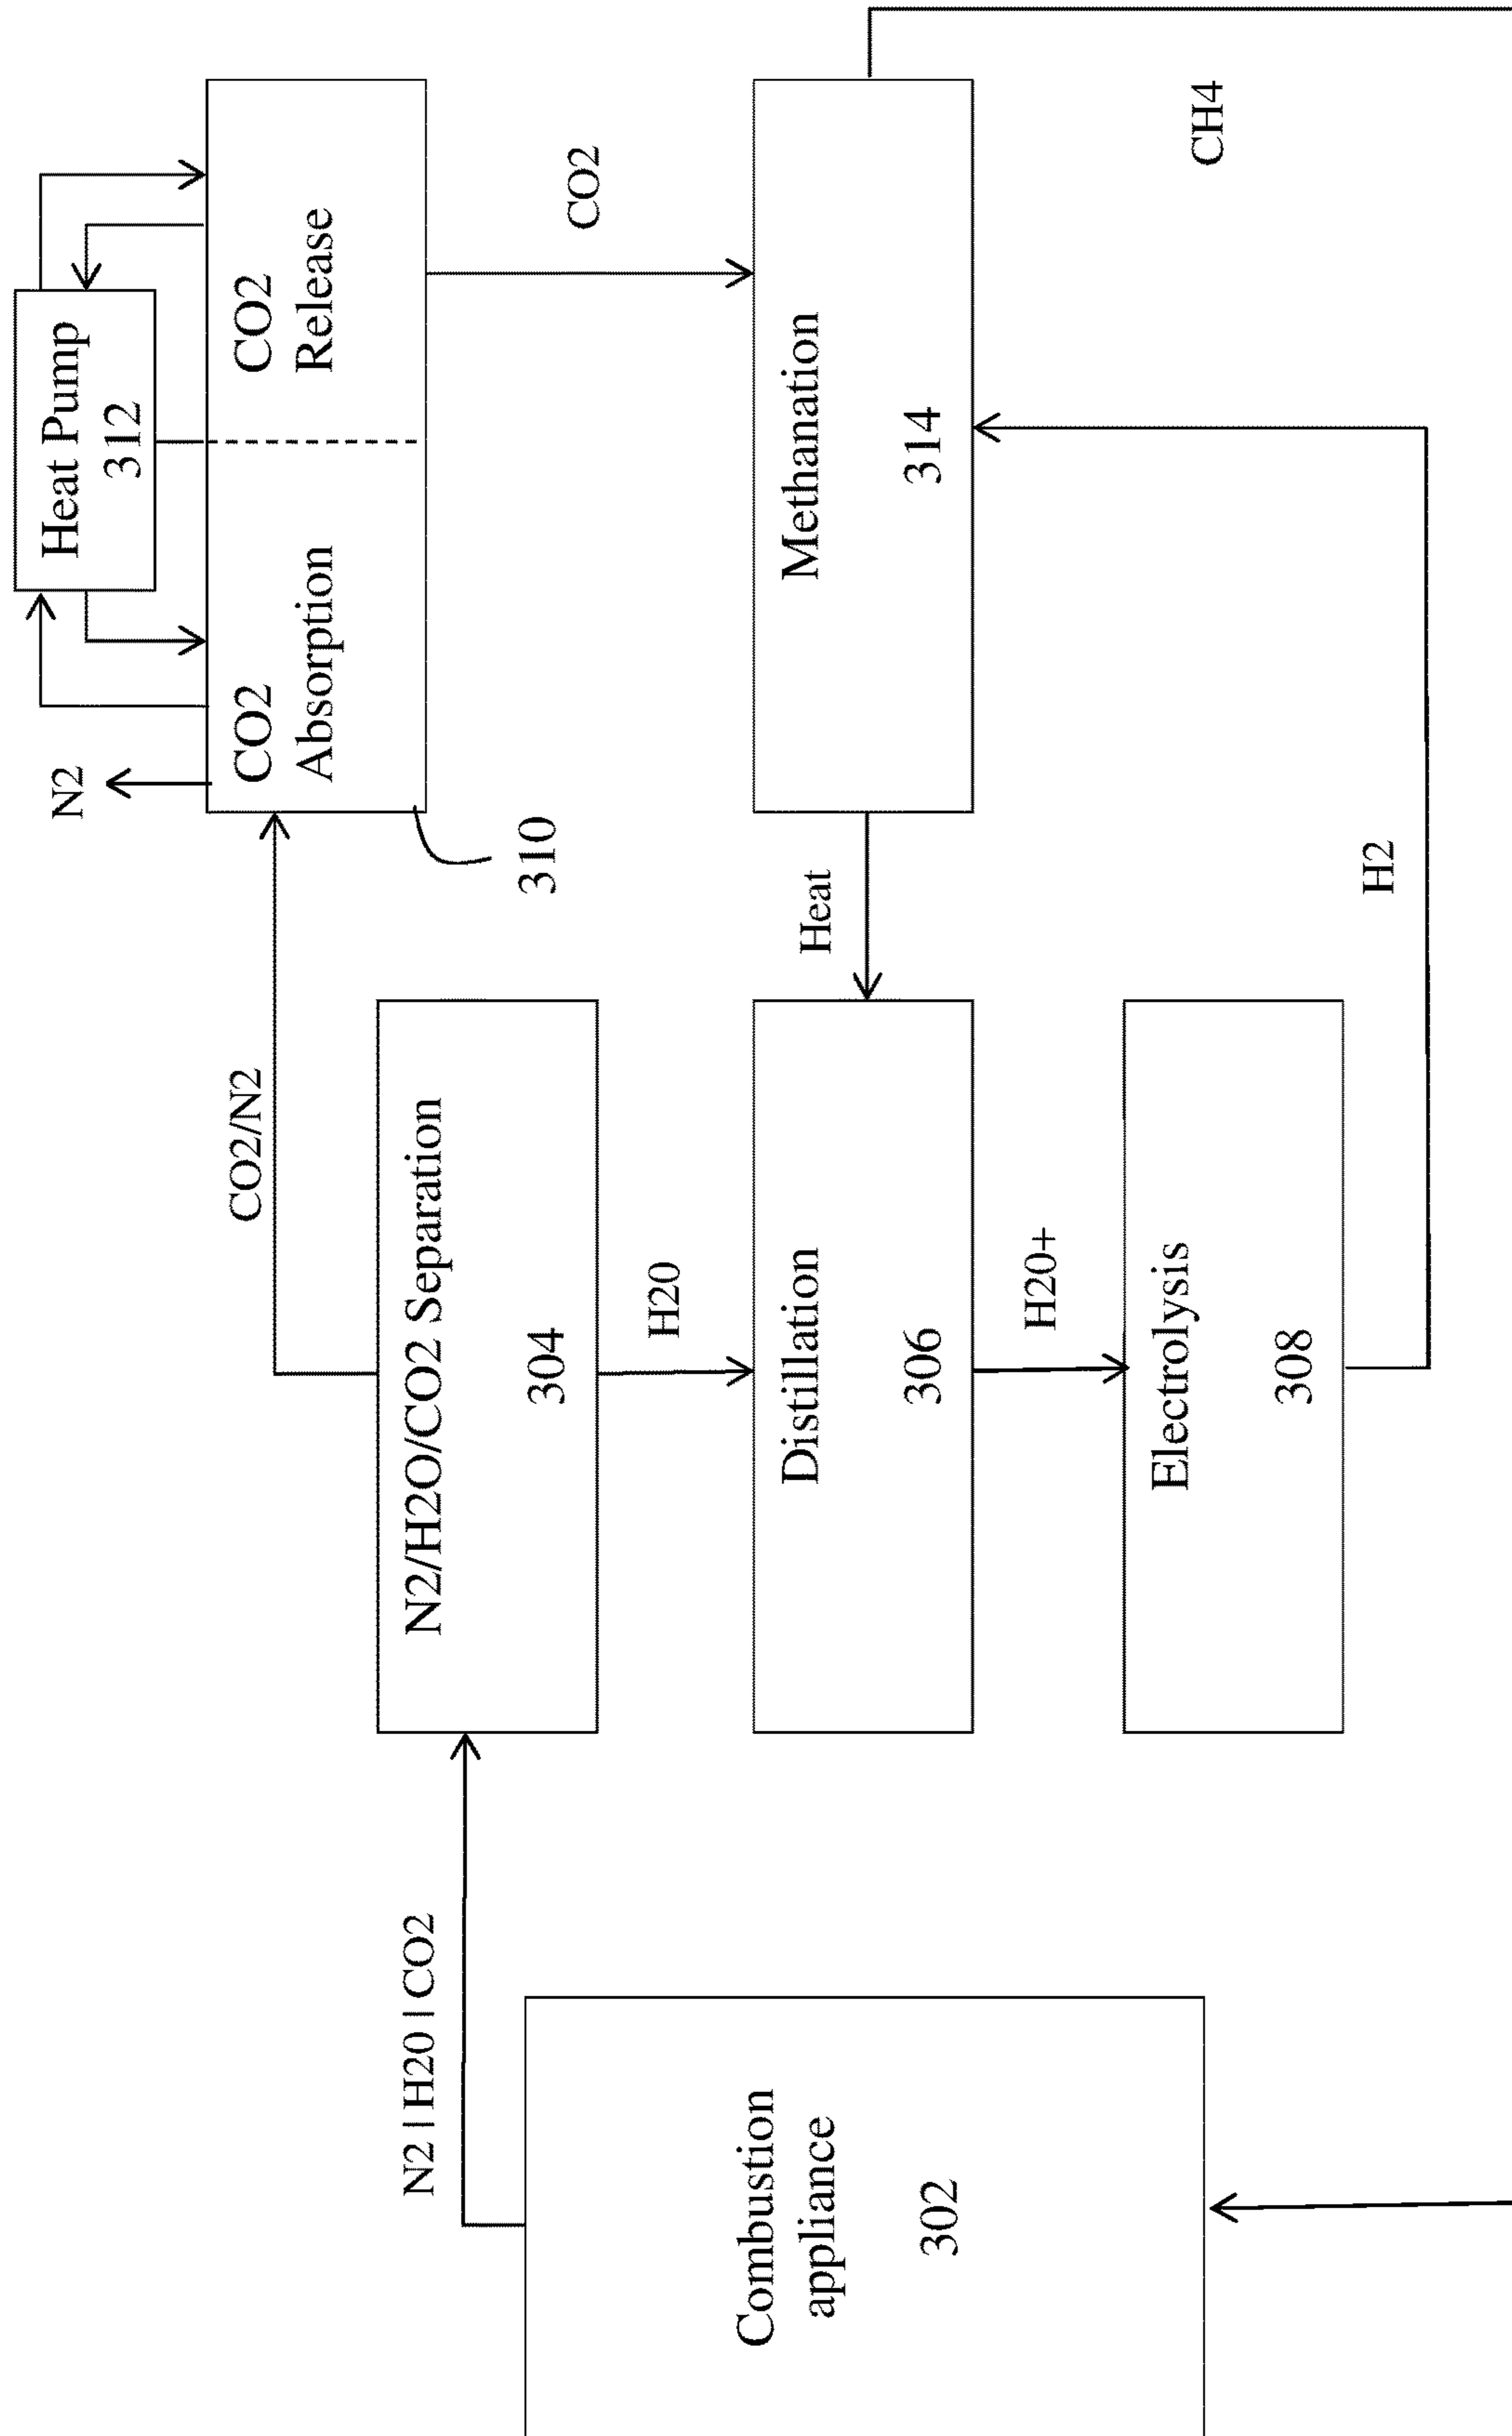 Heat Pump
312
N2
CO2
Absorption
CO2
Release
310
CO2/N2
N2 | H20 | CO2
N2/H2O/CO2 Separation
304
CO2
H20
Combustion
appliance
302
Distillation
306
Heat
Methanation
314
H20+
Electrolysis
308
H2
CH4